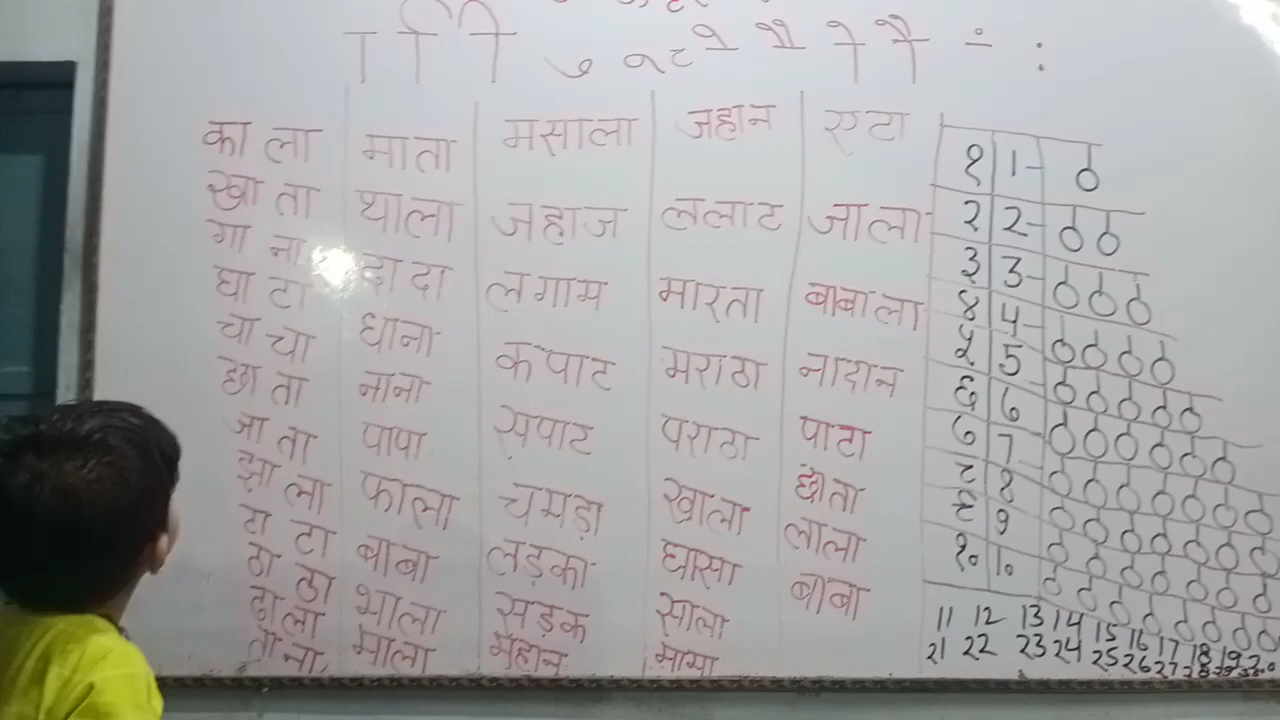 ा ि ी ु ू े ै ो ौ ं :
काला माता मसाला जहान एटा
खाता थाला जहाज ललाट जाला
गाना दादा लगाम मारता बाबाला
घाटा धाना कपाट मराठा नादान
चाचा नाना सपाट पराठा पाटा
छाता पापा चमड़ा खाला छाता
जाता फाला लड़का घासा लाला
झाला बाबा सड़क साला बाबा
टाटा भाला महान मामा
ठाठा माला
ढाला
ताना
१ 1-
२ 2-
३ 3-
४ 4-
५ 5
६ 6
७ 7
८ 8
९ 9
१० 10
11 12 13 14 15 16 17 18 19 20
21 22 23 24 25 26 27 28 29 30